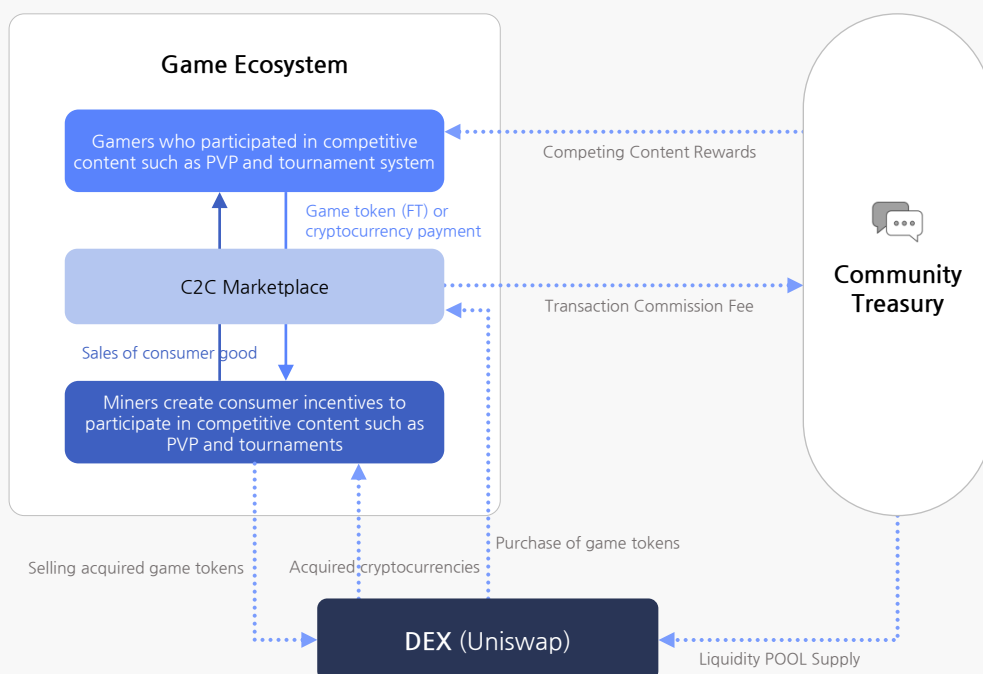 Game Ecosystem
Gamers who participated in competitive
content such as PVP and tournament system
Competing Content Rewards
Game token (FT) or
cryptocurrency payment
C2C Marketplace
Transaction Commission Fee
Community
Treasury
Sales of consumer good
Miners create consumer incentives to
participate in competitive content such as
PVP and tournaments
Purchase of game tokens
Selling acquired game tokens
Acquired cryptocurrencies
DEX (Uniswap)
Liquidity POOL Supply